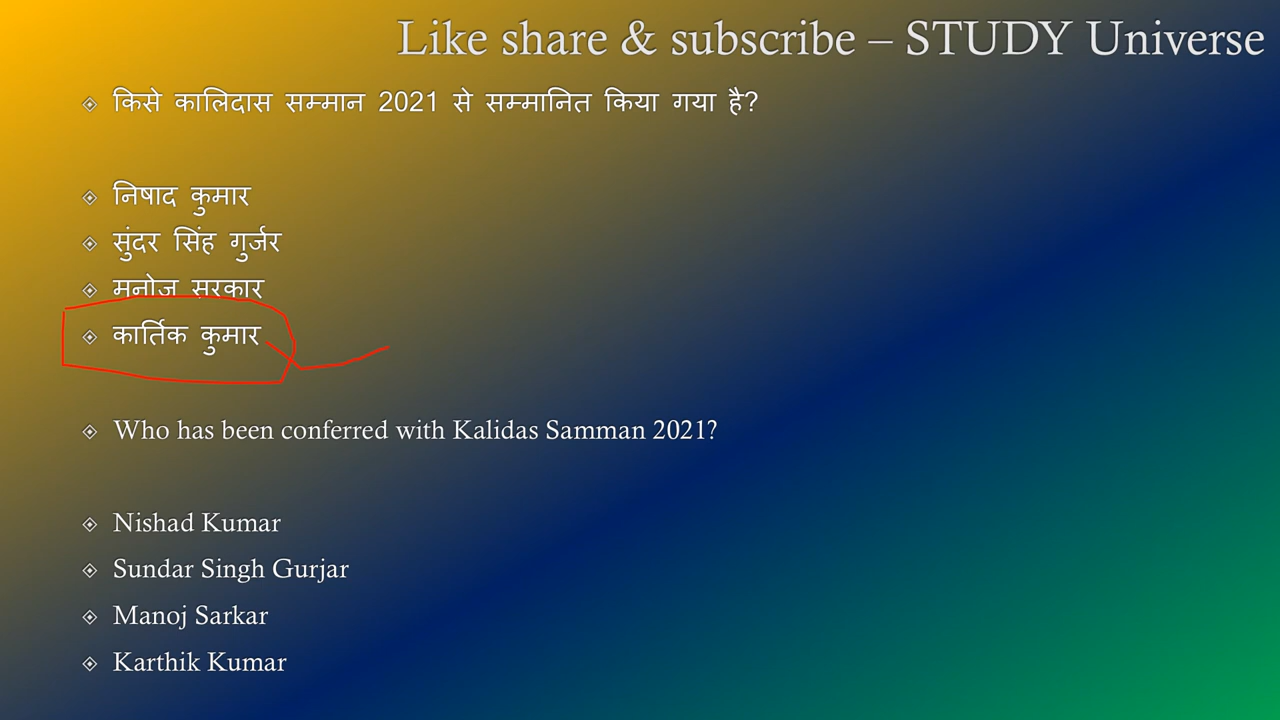 Like share & subscribe – STUDY Universe
किसे कालिदास सम्मान 2021 से सम्मानित किया गया है?
निषाद कुमार
सुंदर सिंह गुर्जर
मनोज सरकार
कार्तिक कुमार
Who has been conferred with Kalidas Samman 2021?
Nishad Kumar
Sundar Singh Gurjar
Manoj Sarkar
Karthik Kumar